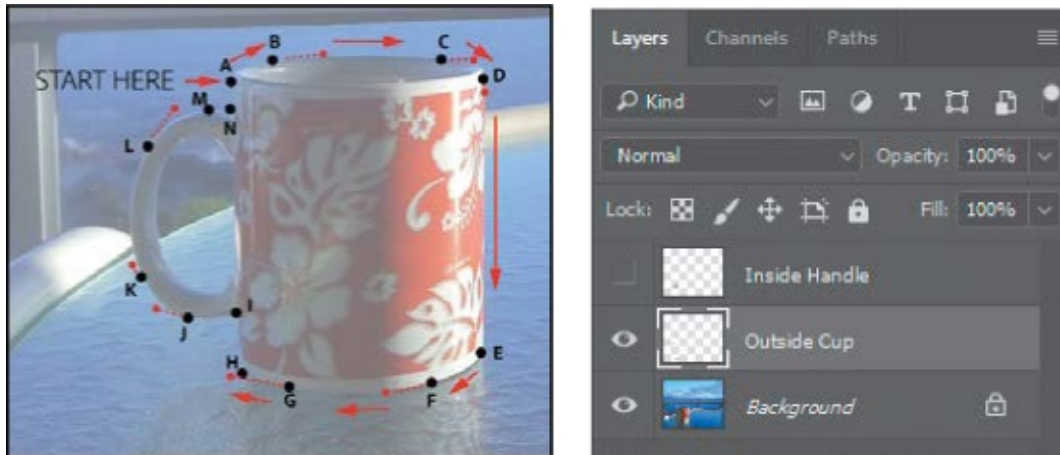 B
C
A
D
START HERE
M
N
L
K
I
J
H
E
G
F
Layers Channels Paths
Kind
Normal Opacity: 100%
Lock: Fill: 100%
Inside Handle
Outside Cup
Background